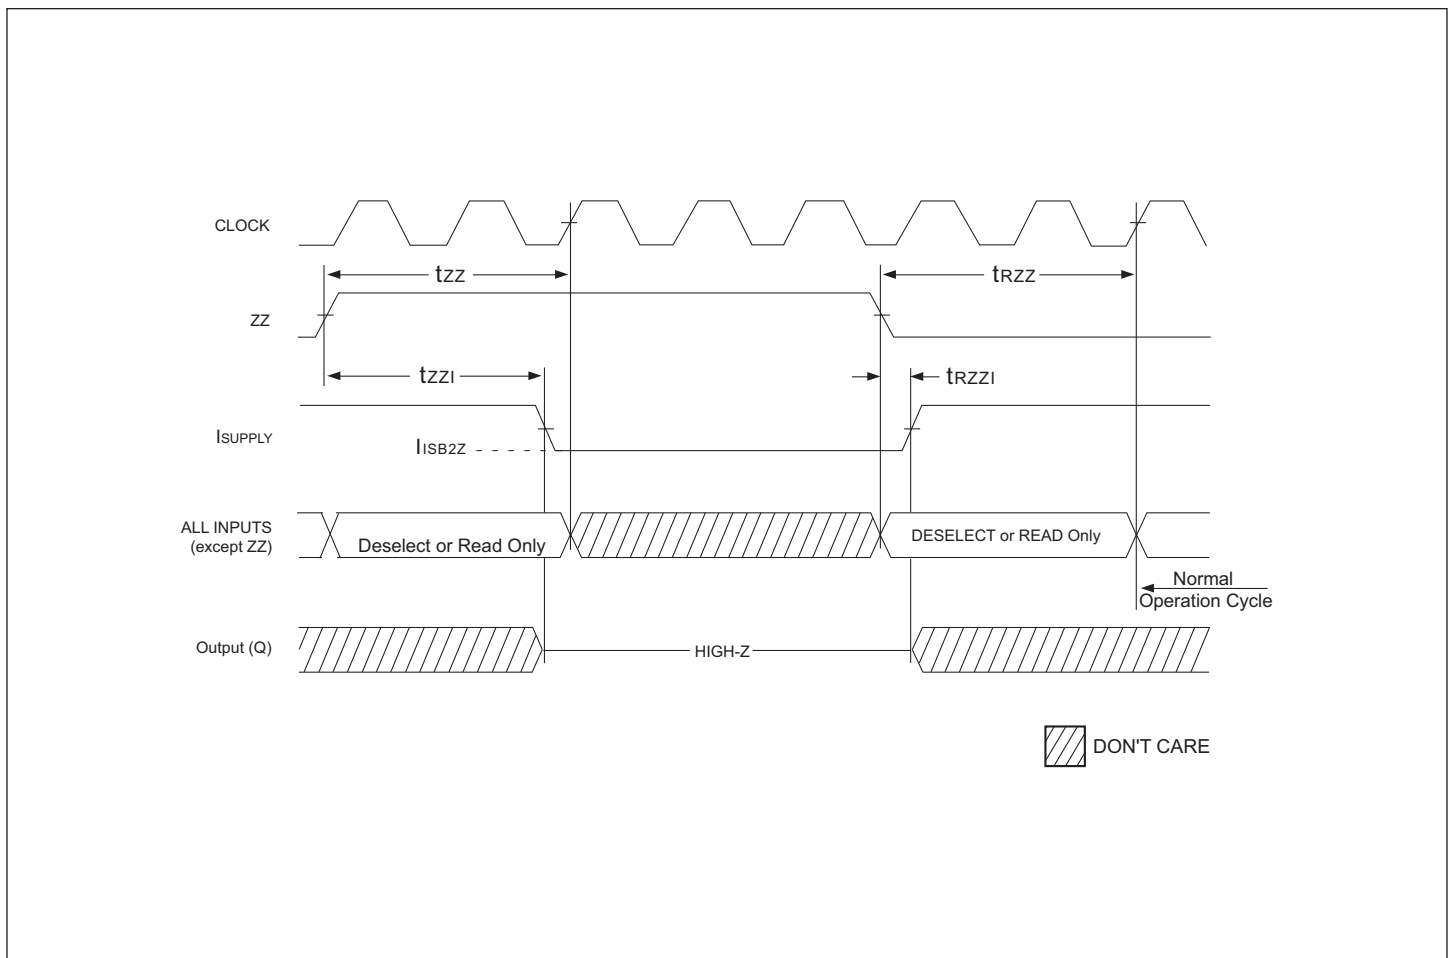 CLOCK
tZZ
tRZZ
ZZ
tZZI
tRZZI
ISUPPLY
IISB2Z
ALL INPUTS
(except ZZ)
Deselect or Read Only
DESELECT or READ Only
Normal
Operation Cycle
Output (Q)
HIGH-Z
DON'T CARE